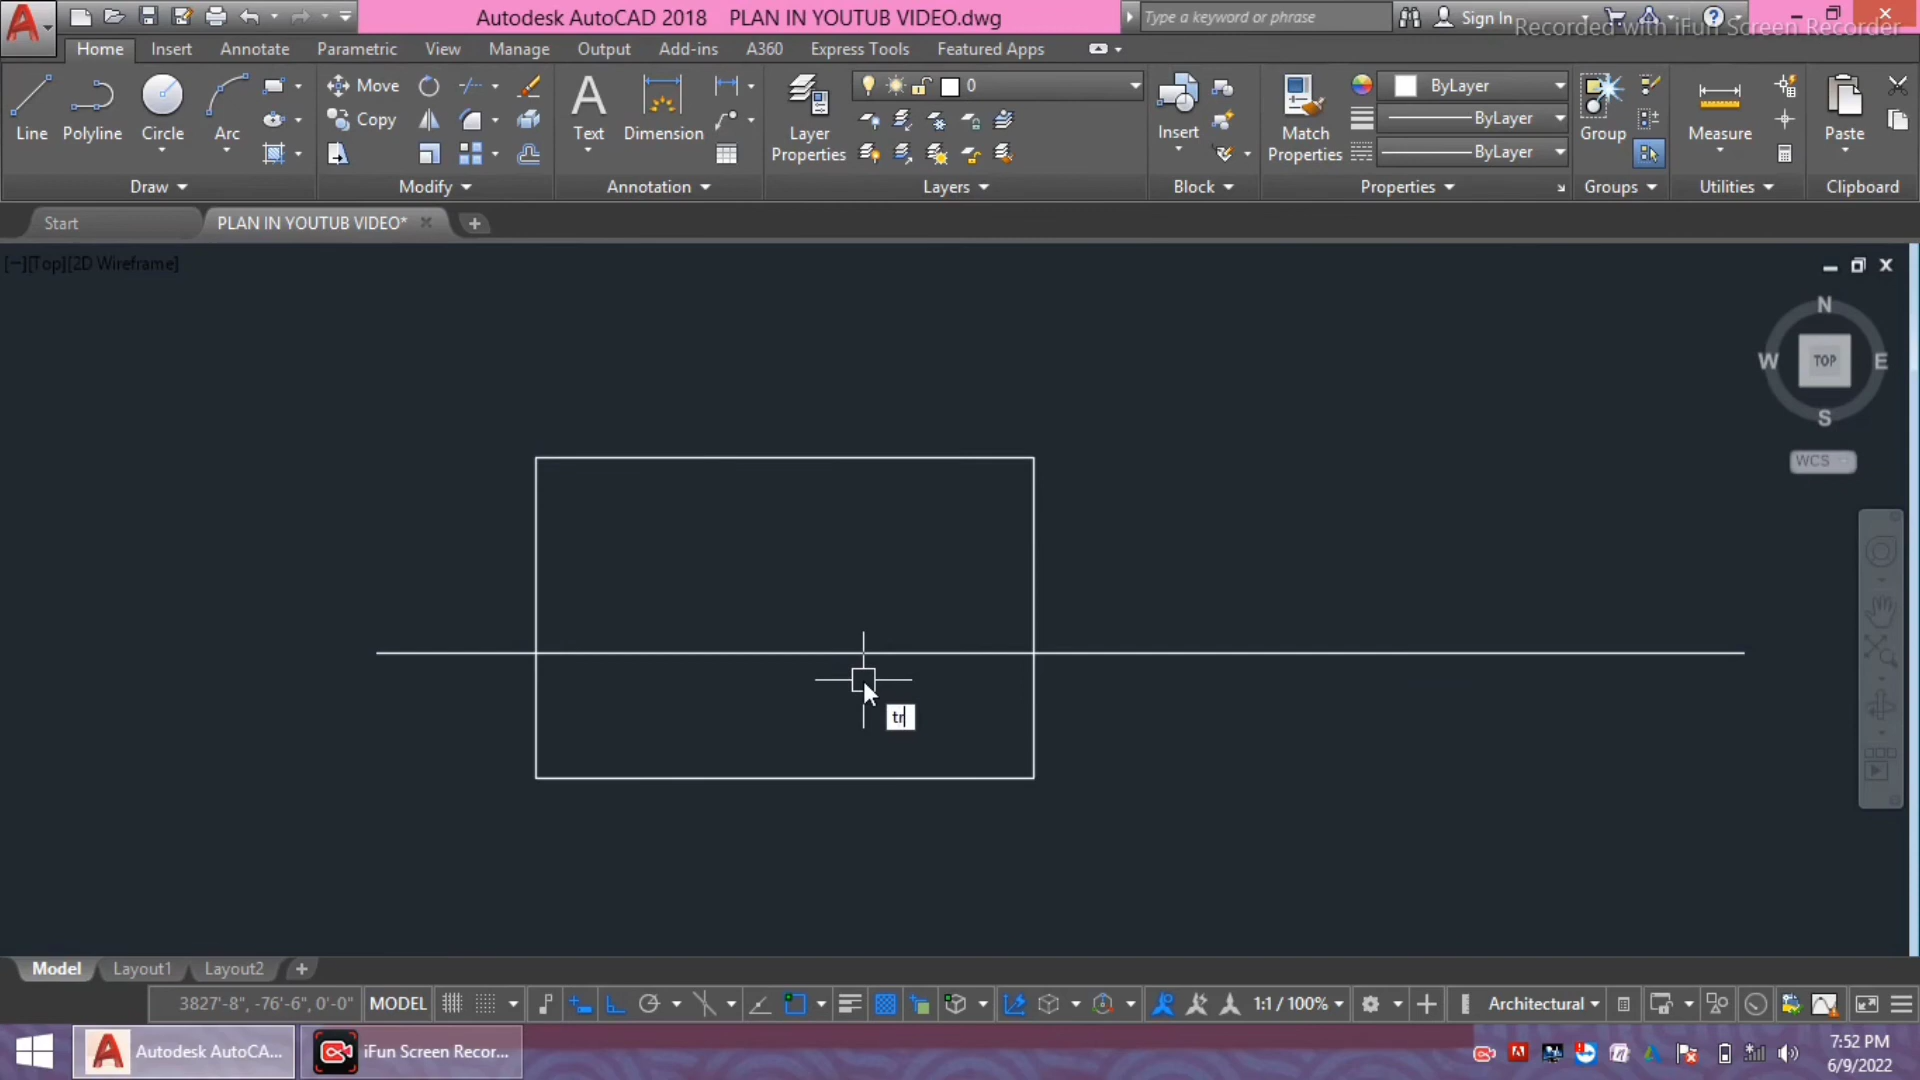 Autodesk AutoCAD 2018 PLAN IN YOUTUB VIDEO.dwg
Type a keyword or phrase
Sign In
Recorded with iFun Screen Recorder
Home Insert Annotate Parametric View Manage Output Add-ins A360 Express Tools Featured Apps
Line Polyline Circle Arc
Move
Copy
Text Dimension
Layer Properties
0
Insert
Match Properties
ByLayer
ByLayer
ByLayer
Group
Measure
Paste
Draw Modify Annotation Layers Block Properties Groups Utilities Clipboard
Start PLAN IN YOUTUB VIDEO*
[−][Top][2D Wireframe]
N
W TOP E
S
WCS
tr
Model Layout1 Layout2
3827'-8", -76'-6", 0'-0" MODEL 1:1 / 100% Architectural
Autodesk AutoCA... iFun Screen Recor...
7:52 PM
6/9/2022